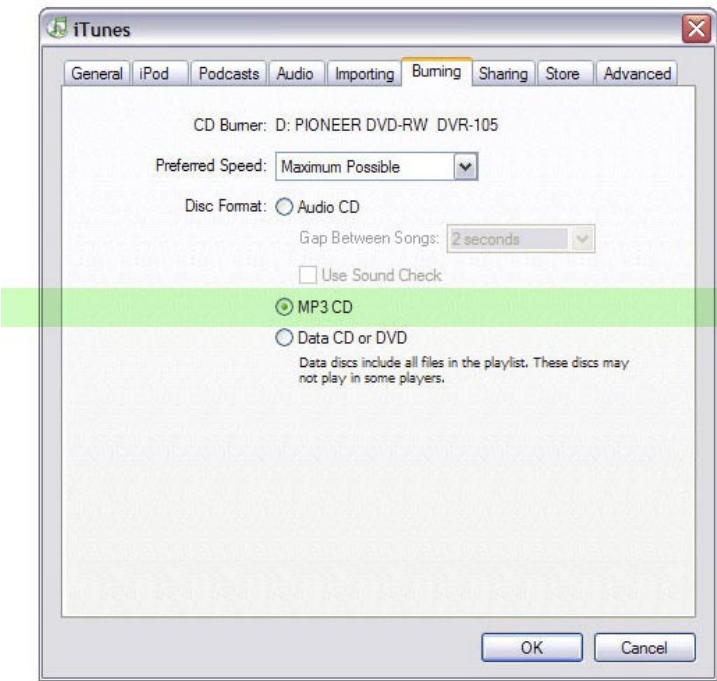 iTunes
General iPod Podcasts Audio Importing Burning Sharing Store Advanced
CD Burner: D: PIONEER DVD-RW DVR-105
Preferred Speed: Maximum Possible
Disc Format: Audio CD
Gap Between Songs: 2 seconds
Use Sound Check
MP3 CD
Data CD or DVD
Data discs include all files in the playlist. These discs may
not play in some players.
OK Cancel